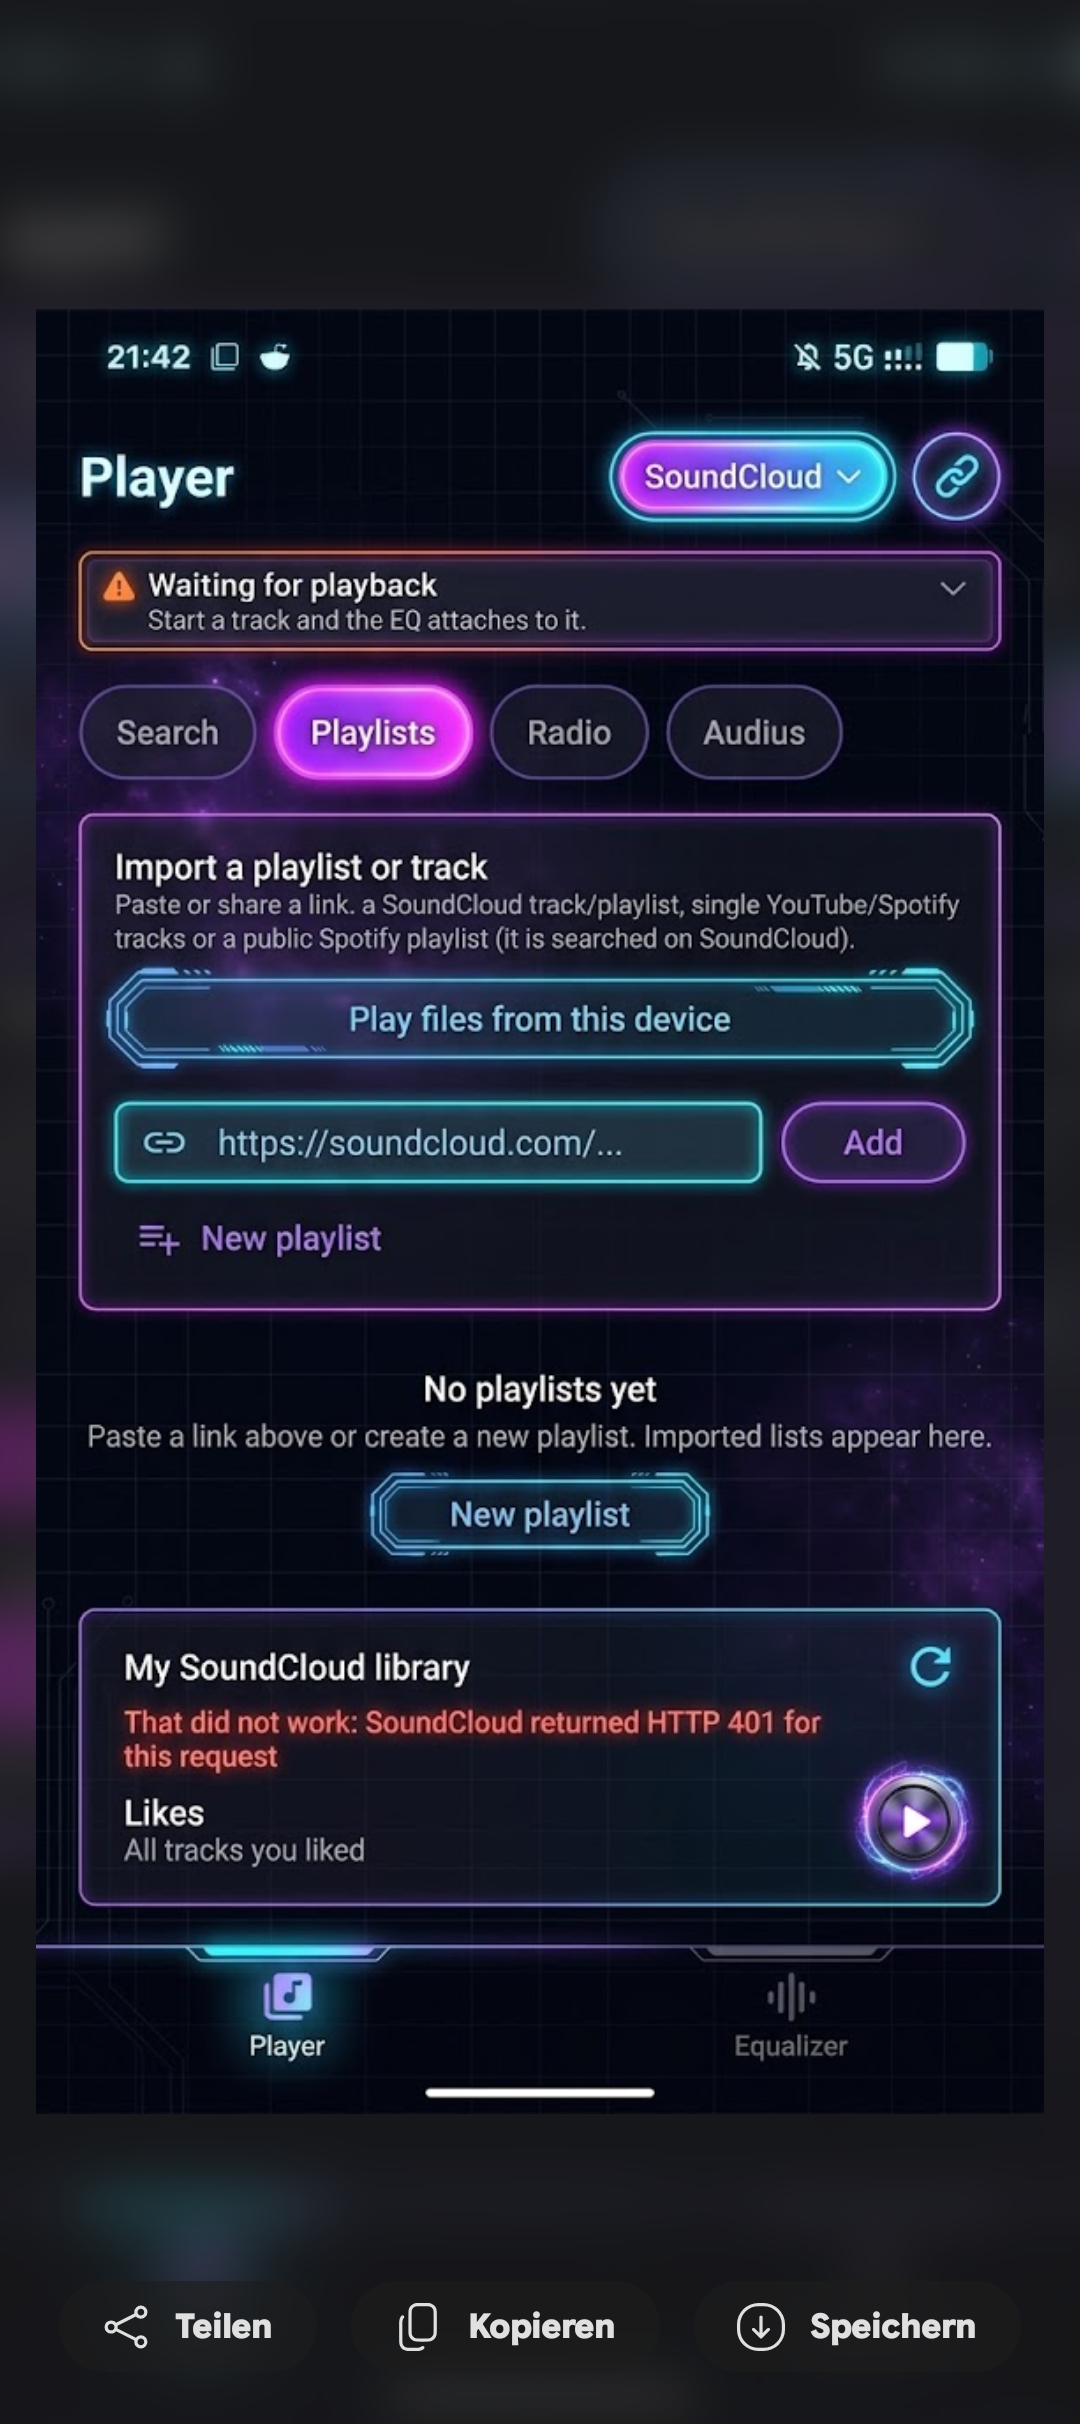 21:42
5G
Player
SoundCloud
Waiting for playback
Start a track and the EQ attaches to it.
Search
Playlists
Radio
Audius
Import a playlist or track
Paste or share a link. a SoundCloud track/playlist, single YouTube/Spotify
tracks or a public Spotify playlist (it is searched on SoundCloud).
Play files from this device
https://soundcloud.com/...
Add
New playlist
No playlists yet
Paste a link above or create a new playlist. Imported lists appear here.
New playlist
My SoundCloud library
That did not work: SoundCloud returned HTTP 401 for
this request
Likes
All tracks you liked
Player
Equalizer
Teilen
Kopieren
Speichern